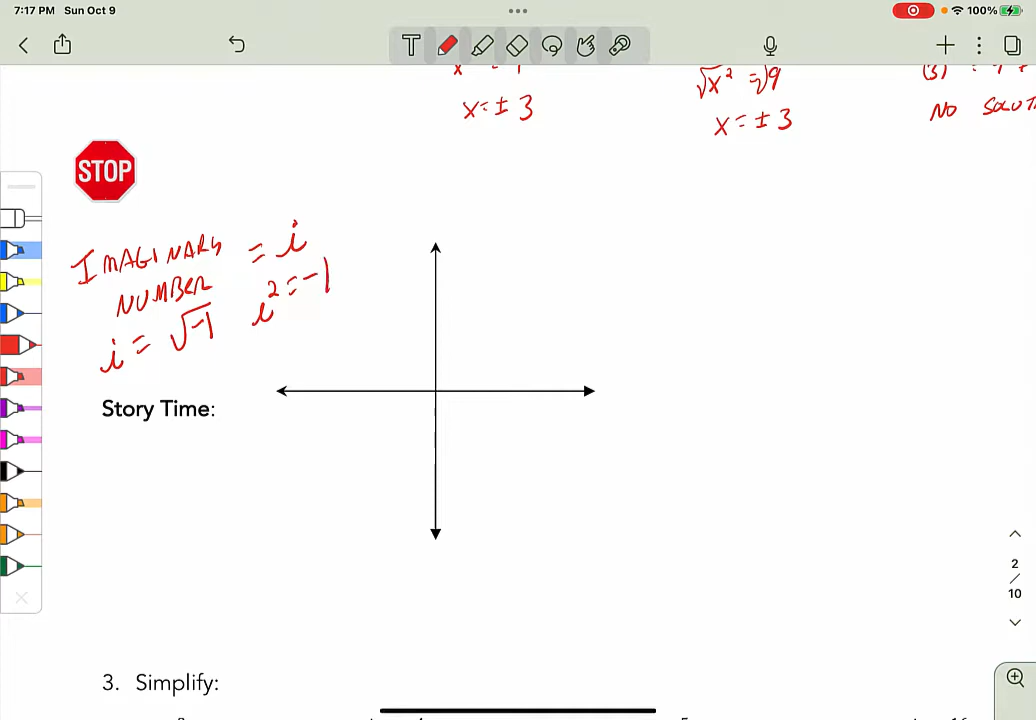 7:17 PM Sun Oct 9
100%
T
x = ± 3
√x² = √9
x = ± 3
NO SOLUT
STOP
IMAGINARY = i
NUMBER
i = √-1 i² = -1
Story Time:
2
/
10
3. Simplify: